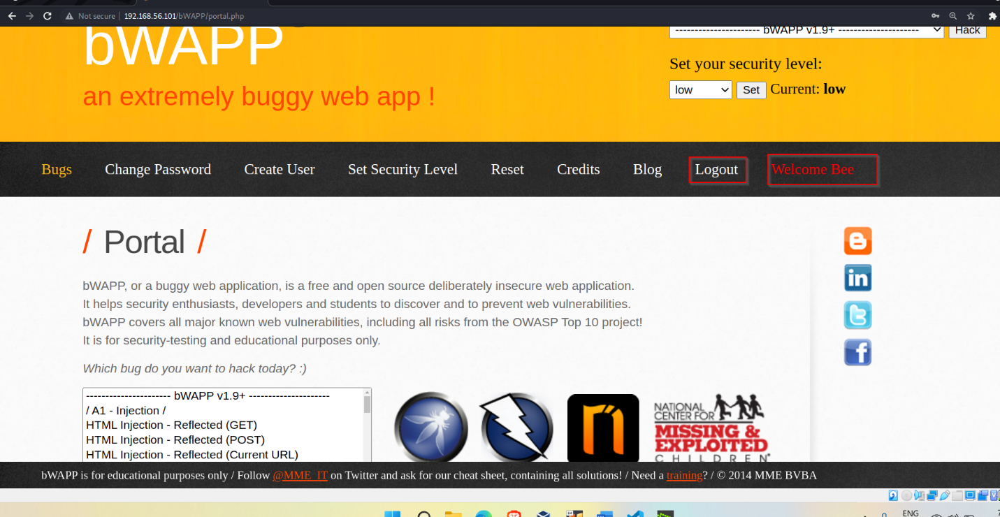 Not secure | 192.168.56.101/bWAPP/portal.php
bWAPP
---------------------- bWAPP v1.9+ ---------------------
Hack
an extremely buggy web app !
Set your security level:
low
Set
Current: low
Bugs
Change Password
Create User
Set Security Level
Reset
Credits
Blog
Logout
Welcome Bee
/ Portal /
bWAPP, or a buggy web application, is a free and open source deliberately insecure web application.
It helps security enthusiasts, developers and students to discover and to prevent web vulnerabilities.
bWAPP covers all major known web vulnerabilities, including all risks from the OWASP Top 10 project!
It is for security-testing and educational purposes only.
Which bug do you want to hack today? :)
---------------------- bWAPP v1.9+ ---------------------
/ A1 - Injection /
HTML Injection - Reflected (GET)
HTML Injection - Reflected (POST)
HTML Injection - Reflected (Current URL)
NATIONAL
CENTER FOR
MISSING &
EXPLOITED
CHILDREN
bWAPP is for educational purposes only / Follow @MME_IT on Twitter and ask for our cheat sheet, containing all solutions! / Need a training? / © 2014 MME BVBA
ENG